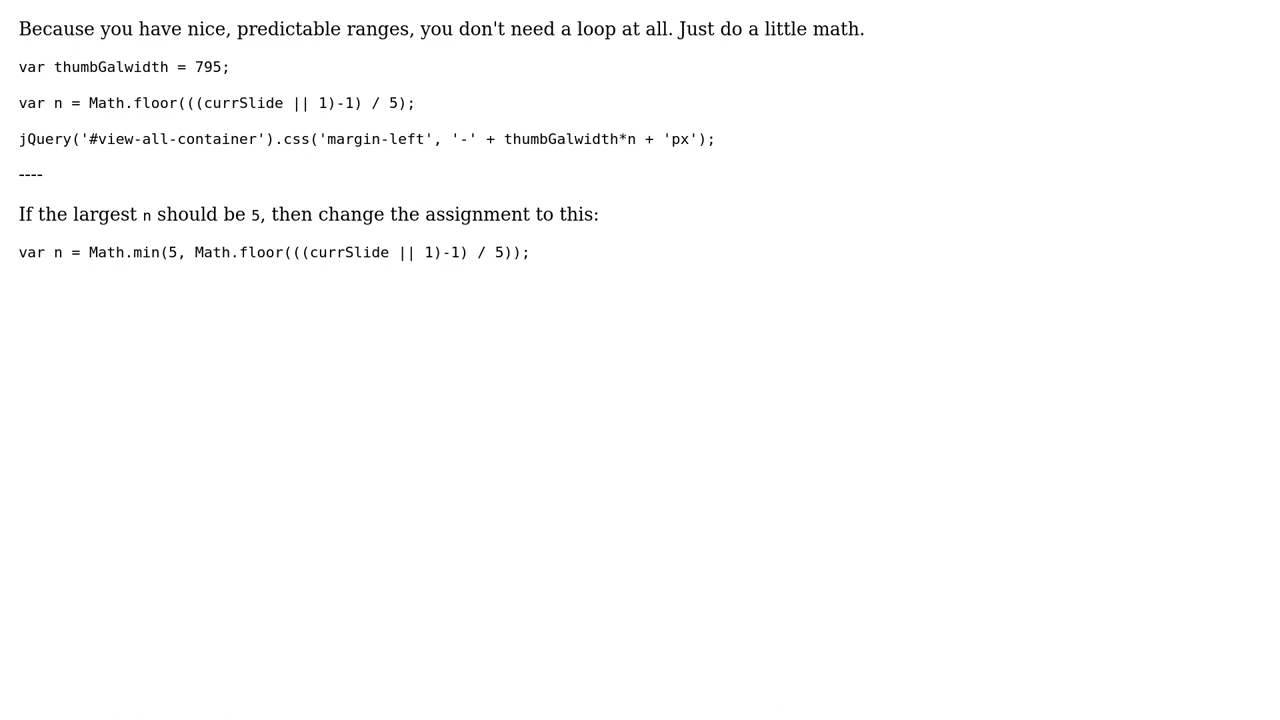 Because you have nice, predictable ranges, you don't need a loop at all. Just do a little math.
var thumbGalwidth = 795;
var n = Math.floor(((currSlide || 1)-1) / 5);
jQuery('#view-all-container').css('margin-left', '-' + thumbGalwidth*n + 'px');
----
If the largest n should be 5, then change the assignment to this:
var n = Math.min(5, Math.floor(((currSlide || 1)-1) / 5));